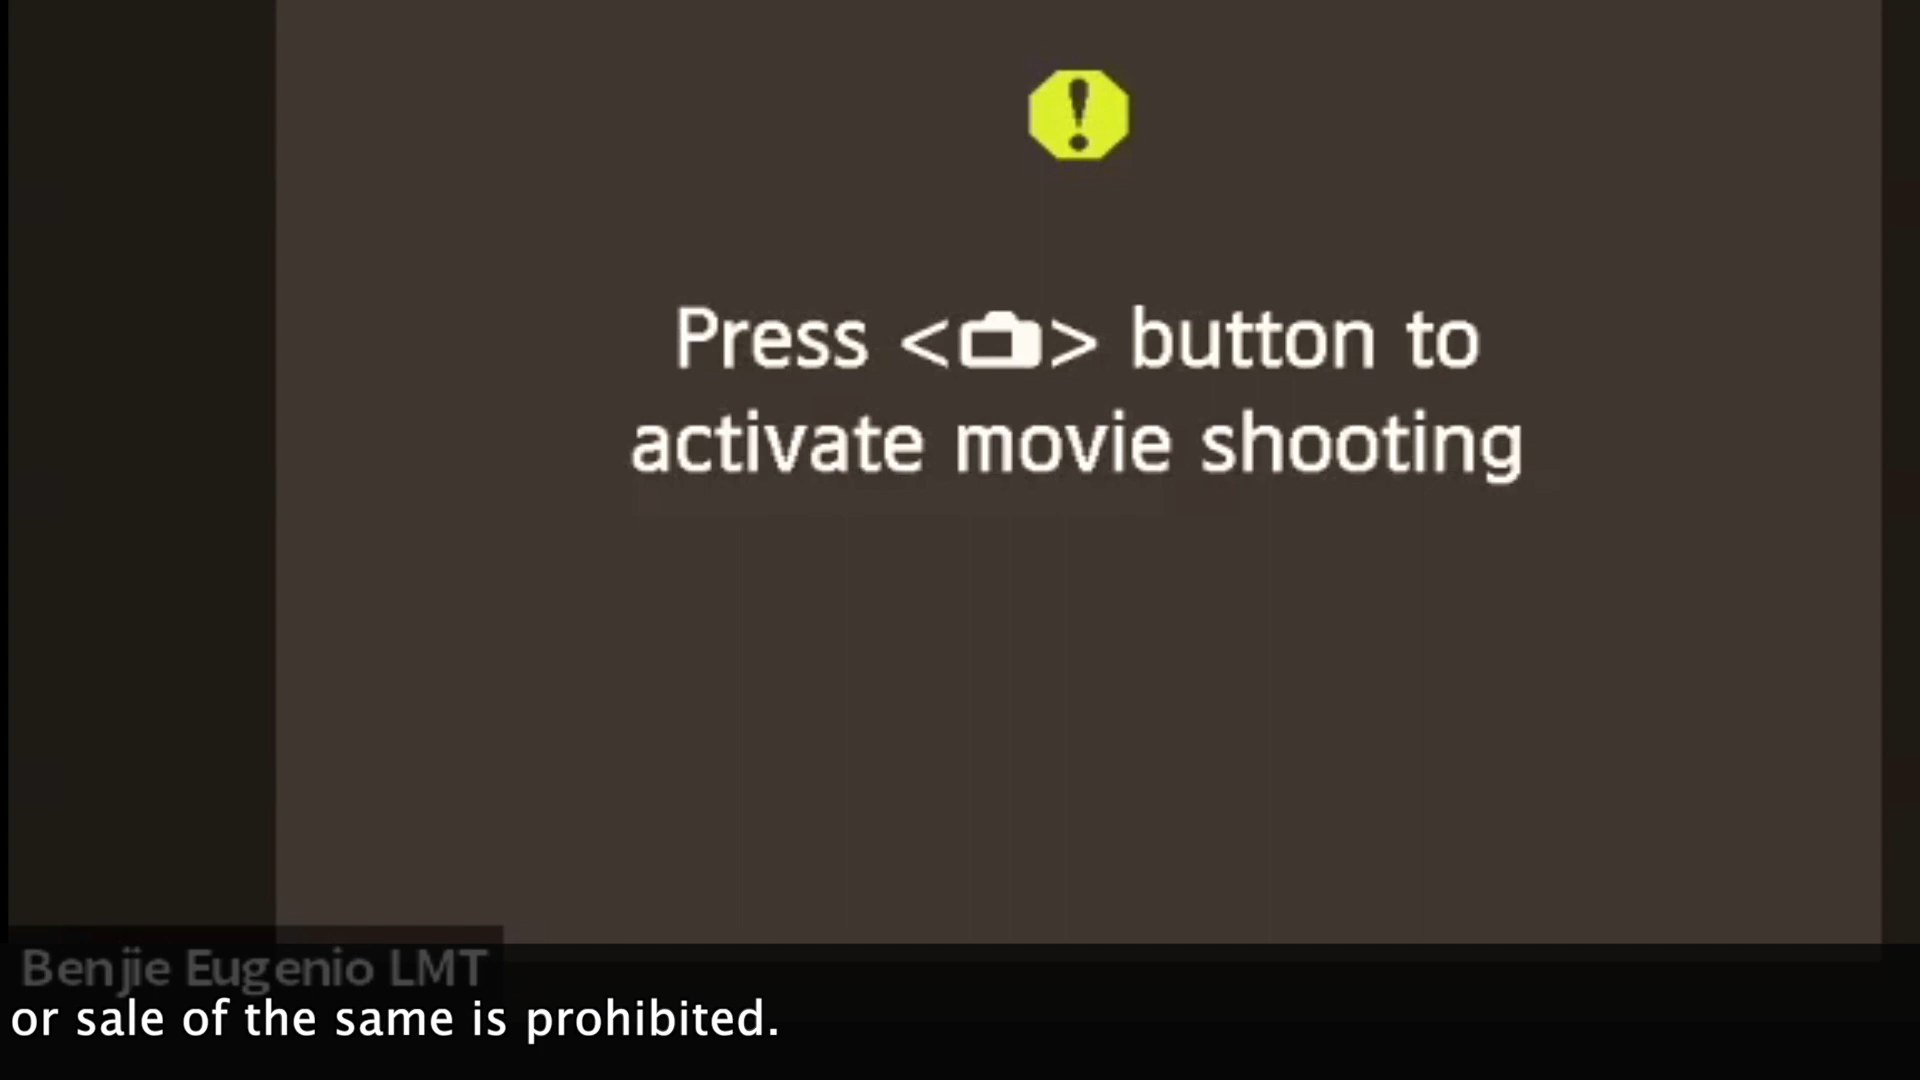 Press <📷> button to
activate movie shooting
Benjie Eugenio LMT
or sale of the same is prohibited.